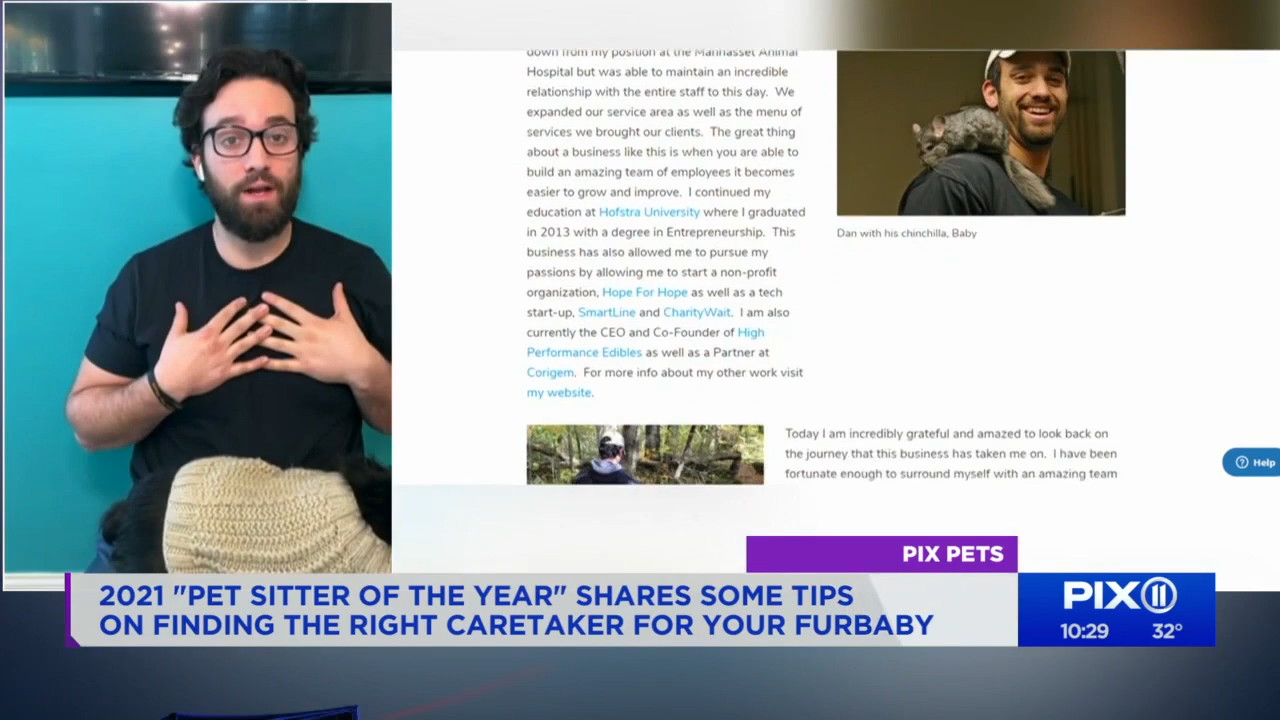 down from my position at the Manhasset Animal
Hospital but was able to maintain an incredible
relationship with the entire staff to this day. We
expanded our service area as well as the menu of
services we brought our clients. The great thing
about a business like this is when you are able to
build an amazing team of employees it becomes
easier to grow and improve. I continued my
education at Hofstra University where I graduated
in 2013 with a degree in Entrepreneurship. This
business has also allowed me to pursue my
passions by allowing me to start a non-profit
organization, Hope For Hope as well as a tech
start-up, SmartLine and CharityWait. I am also
currently the CEO and Co-Founder of High
Performance Edibles as well as a Partner at
Corigem. For more info about my other work visit
my website.
Dan with his chinchilla, Baby
Today I am incredibly grateful and amazed to look back on
the journey that this business has taken me on. I have been
fortunate enough to surround myself with an amazing team
Help
PIX PETS
2021 "PET SITTER OF THE YEAR" SHARES SOME TIPS
ON FINDING THE RIGHT CARETAKER FOR YOUR FURBABY
PIX 11
10:29 32°